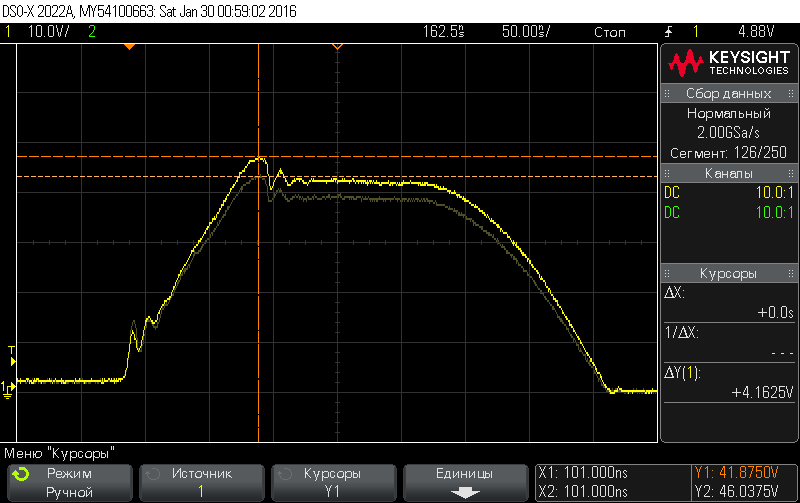 DSO-X 2022A, MY54100663: Sat Jan 30 00:59:02 2016
1 10.0V/ 2 162.5s 50.00s/ Стоп 1 4.88V
KEYSIGHT
TECHNOLOGIES
Сбор данных
Нормальный
2.00GSa/s
Сегмент: 126/250
Каналы
DC 10.0:1
DC 10.0:1
Курсоры
ΔX:
+0.0s
1/ΔX:
---
ΔY(1):
+4.1625V
T
1
Меню "Курсоры"
Режим
Ручной
Источник
1
Курсоры
Y1
Единицы
X1: 101.000ns
X2: 101.000ns
Y1: 41.8750V
Y2: 46.0375V